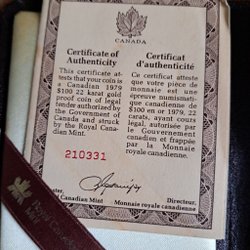 CANADA
Certificate of
Authenticity
This certificate at-
tests that your coin is
a Canadian 1979
$100 22 karat gold
proof coin of legal
tender authorized by
the Government of
Canada and struck
by the Royal Cana-
dian Mint.
Certificat
d'authenticité
Ce certificat atteste
que votre pièce de
monnaie est une
épreuve numismati-
que canadienne de
$100 en or 1979, 22
carats, ayant cours
légal, autorisée par
le Gouvernement
canadien et frappée
par la Monnaie
royale canadienne.
210331
Master,
Canadian Mint
Directeur,
Monnaie royale canadienne
Royal